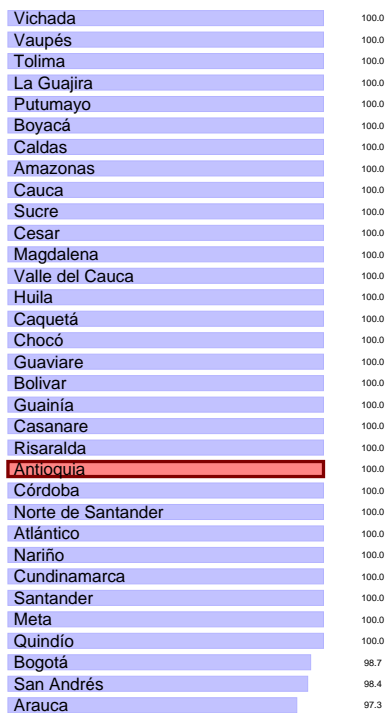 Vichada 100.0
Vaupés 100.0
Tolima 100.0
La Guajira 100.0
Putumayo 100.0
Boyacá 100.0
Caldas 100.0
Amazonas 100.0
Cauca 100.0
Sucre 100.0
Cesar 100.0
Magdalena 100.0
Valle del Cauca 100.0
Huila 100.0
Caquetá 100.0
Chocó 100.0
Guaviare 100.0
Bolivar 100.0
Guainía 100.0
Casanare 100.0
Risaralda 100.0
Antioquia 100.0
Córdoba 100.0
Norte de Santander 100.0
Atlántico 100.0
Nariño 100.0
Cundinamarca 100.0
Santander 100.0
Meta 100.0
Quindío 100.0
Bogotá 98.7
San Andrés 98.4
Arauca 97.3